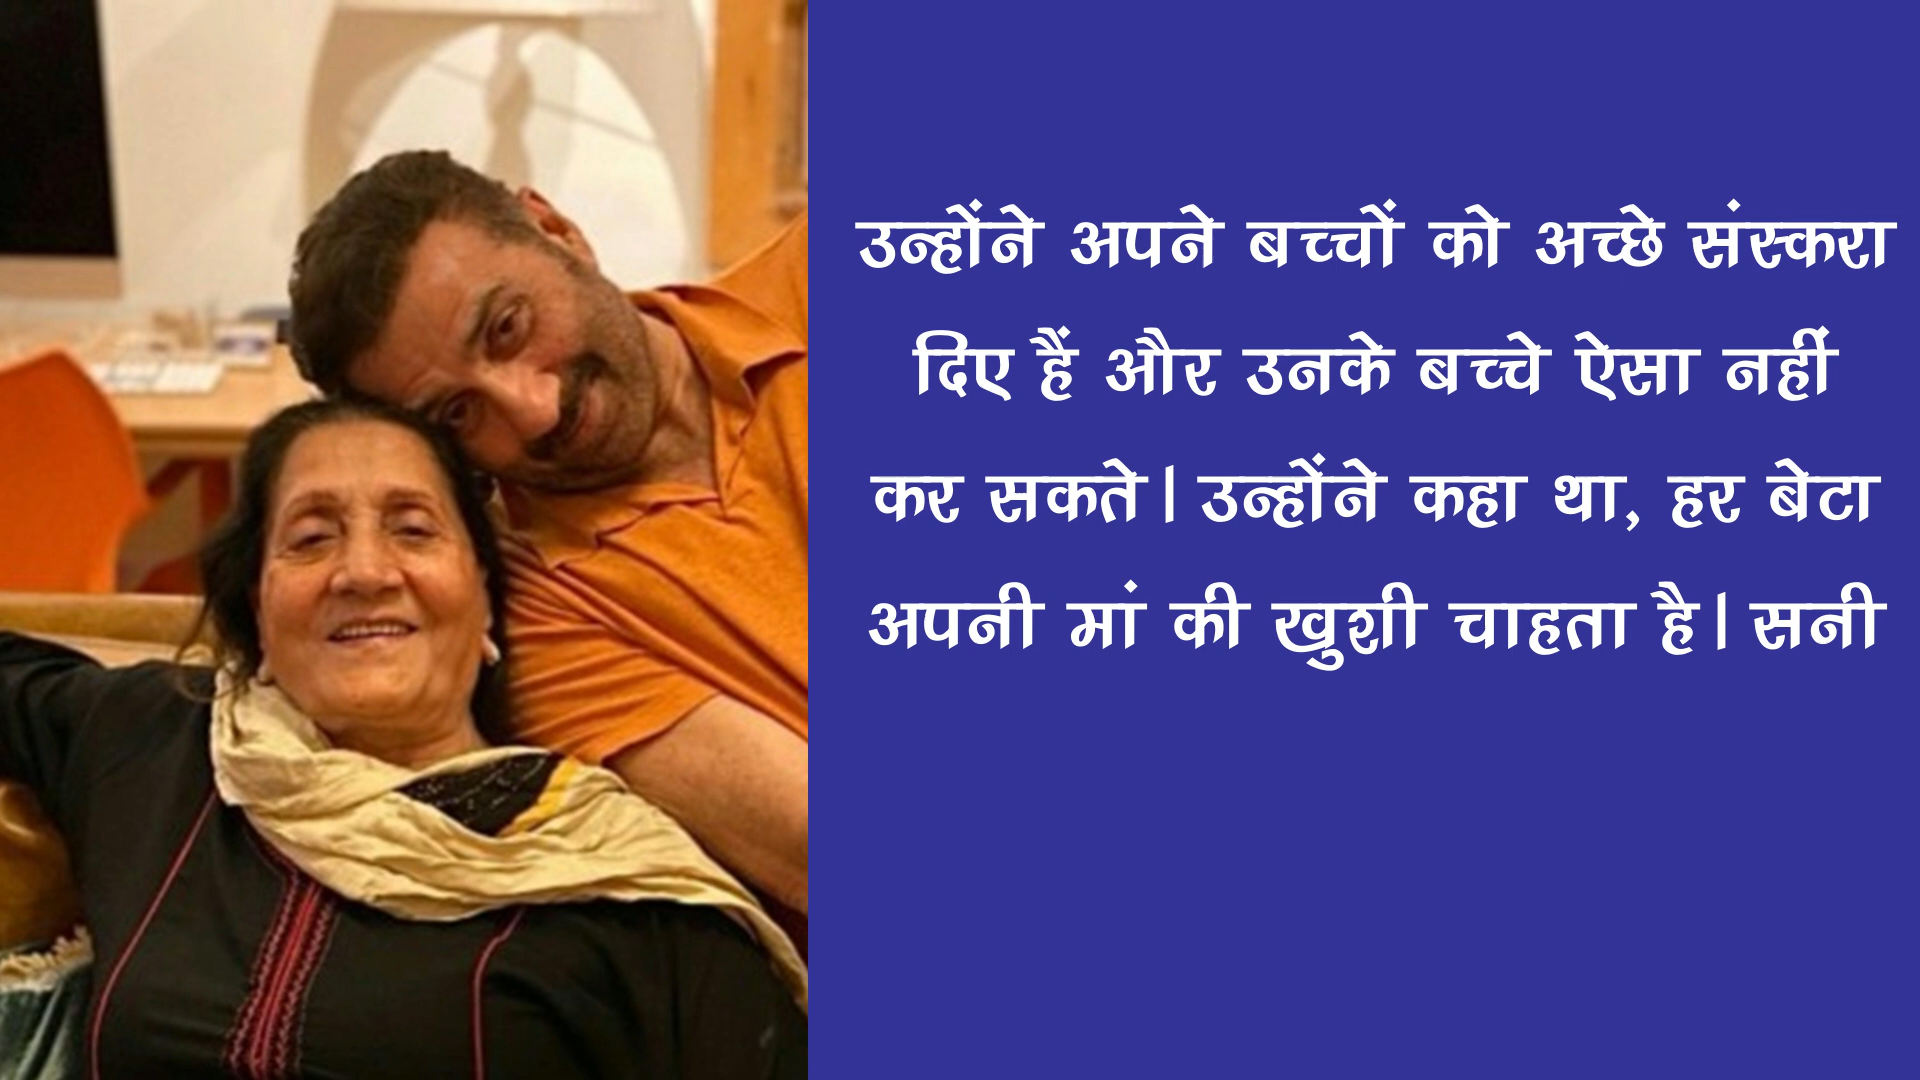 उन्होंने अपने बच्चों को अच्छे संस्करा
दिए हैं और उनके बच्चे ऐसा नहीं
कर सकते। उन्होंने कहा था, हर बेटा
अपनी मां की खुशी चाहता है। सनी